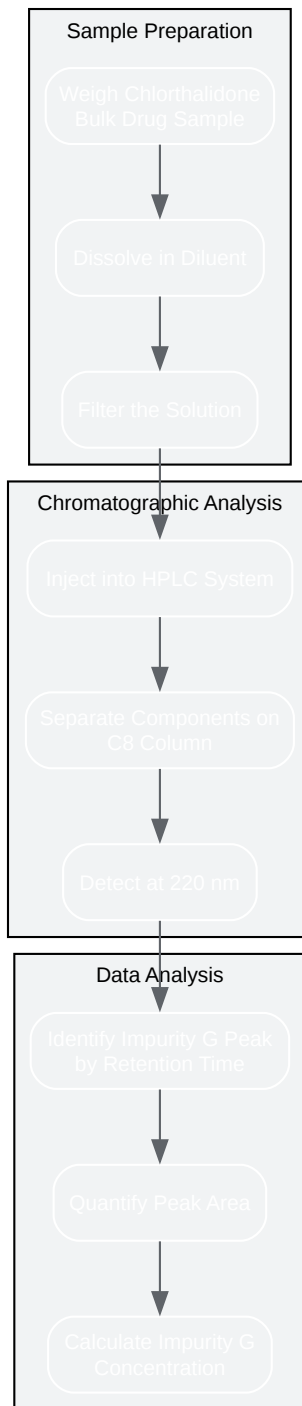 Sample Preparation
Weigh Chlorthalidone
Bulk Drug Sample
Dissolve in Diluent
Filter the Solution
Chromatographic Analysis
Inject into HPLC System
Separate Components on
C8 Column
Detect at 220 nm
Data Analysis
Identify Impurity G Peak
by Retention Time
Quantify Peak Area
Calculate Impurity G
Concentration